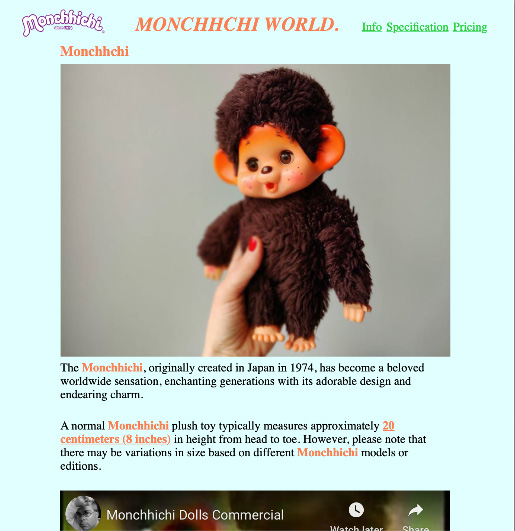 Monchhichi
MONCHHCHI WORLD.
Info Specification Pricing
Monchhchi
The Monchhichi, originally created in Japan in 1974, has become a beloved
worldwide sensation, enchanting generations with its adorable design and
endearing charm.
A normal Monchhichi plush toy typically measures approximately 20
centimeters (8 inches) in height from head to toe. However, please note that
there may be variations in size based on different Monchhichi models or
editions.
Monchhichi Dolls Commercial
Watch later
Share